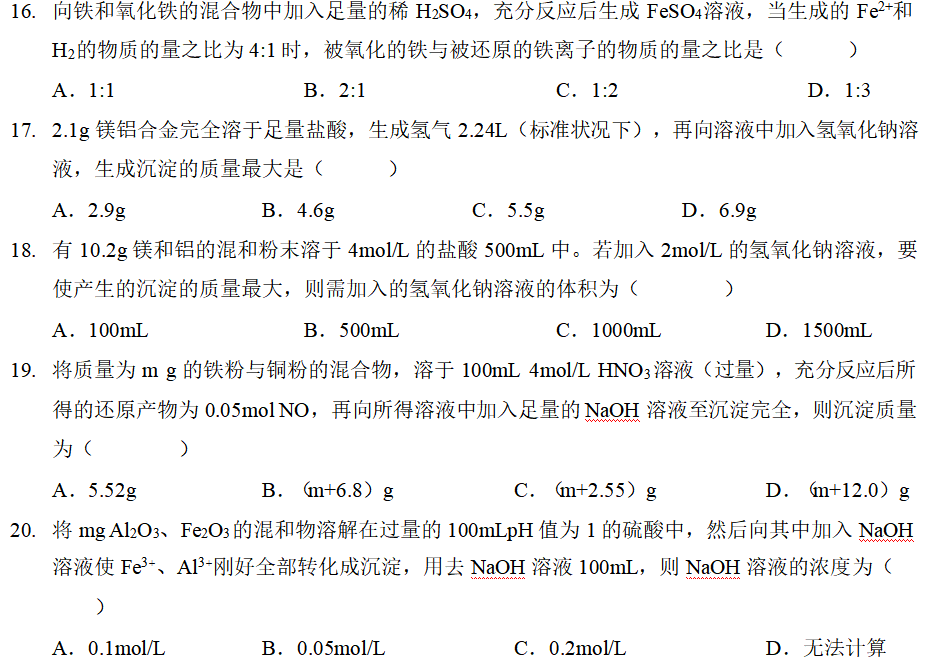 16. 向铁和氧化铁的混合物中加入足量的稀 H₂SO₄，充分反应后生成 FeSO₄溶液，当生成的 Fe²⁺和
H₂的物质的量之比为 4:1 时，被氧化的铁与被还原的铁离子的物质的量之比是（ ）
A．1:1 B．2:1 C．1:2 D．1:3
17. 2.1g 镁铝合金完全溶于足量盐酸，生成氢气 2.24L（标准状况下），再向溶液中加入氢氧化钠溶
液，生成沉淀的质量最大是（ ）
A．2.9g B．4.6g C．5.5g D．6.9g
18. 有 10.2g 镁和铝的混和粉末溶于 4mol/L 的盐酸 500mL 中。若加入 2mol/L 的氢氧化钠溶液，要
使产生的沉淀的质量最大，则需加入的氢氧化钠溶液的体积为（ ）
A．100mL B．500mL C．1000mL D．1500mL
19. 将质量为 m g 的铁粉与铜粉的混合物，溶于 100mL 4mol/L HNO₃溶液（过量），充分反应后所
得的还原产物为 0.05mol NO，再向所得溶液中加入足量的 NaOH 溶液至沉淀完全，则沉淀质量
为（ ）
A．5.52g B．（m+6.8）g C．（m+2.55）g D．（m+12.0）g
20. 将 mg Al₂O₃、Fe₂O₃的混和物溶解在过量的 100mLpH 值为 1 的硫酸中，然后向其中加入 NaOH
溶液使 Fe³⁺、Al³⁺刚好全部转化成沉淀，用去 NaOH 溶液 100mL，则 NaOH 溶液的浓度为（
）
A．0.1mol/L B．0.05mol/L C．0.2mol/L D．无法计算